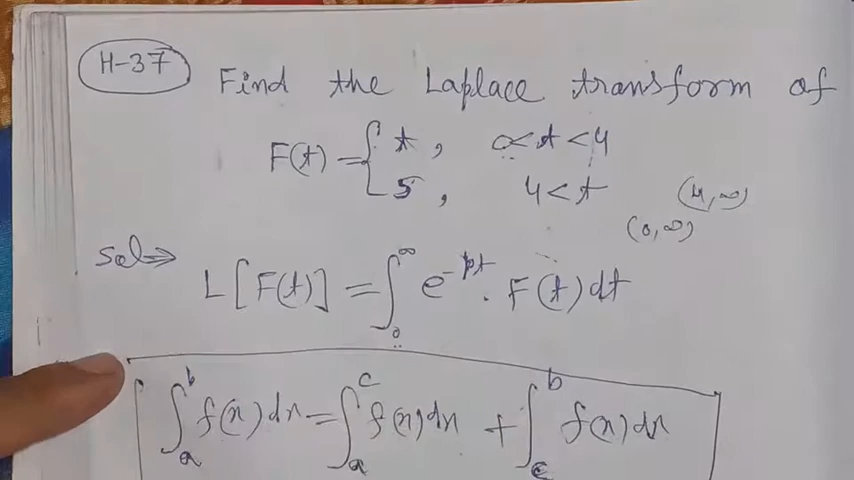 H-37 Find the Laplace transform of
F(t) = { t, 0<t<4
5, 4<t
(4,∞)
(0,∞)
Sol⇒
L[F(t)] = ∫₀^∞ e^{-pt} . F(t) dt
∫ₐᵇ f(x) dx = ∫ₐᶜ f(x) dx + ∫_c^b f(x) dx